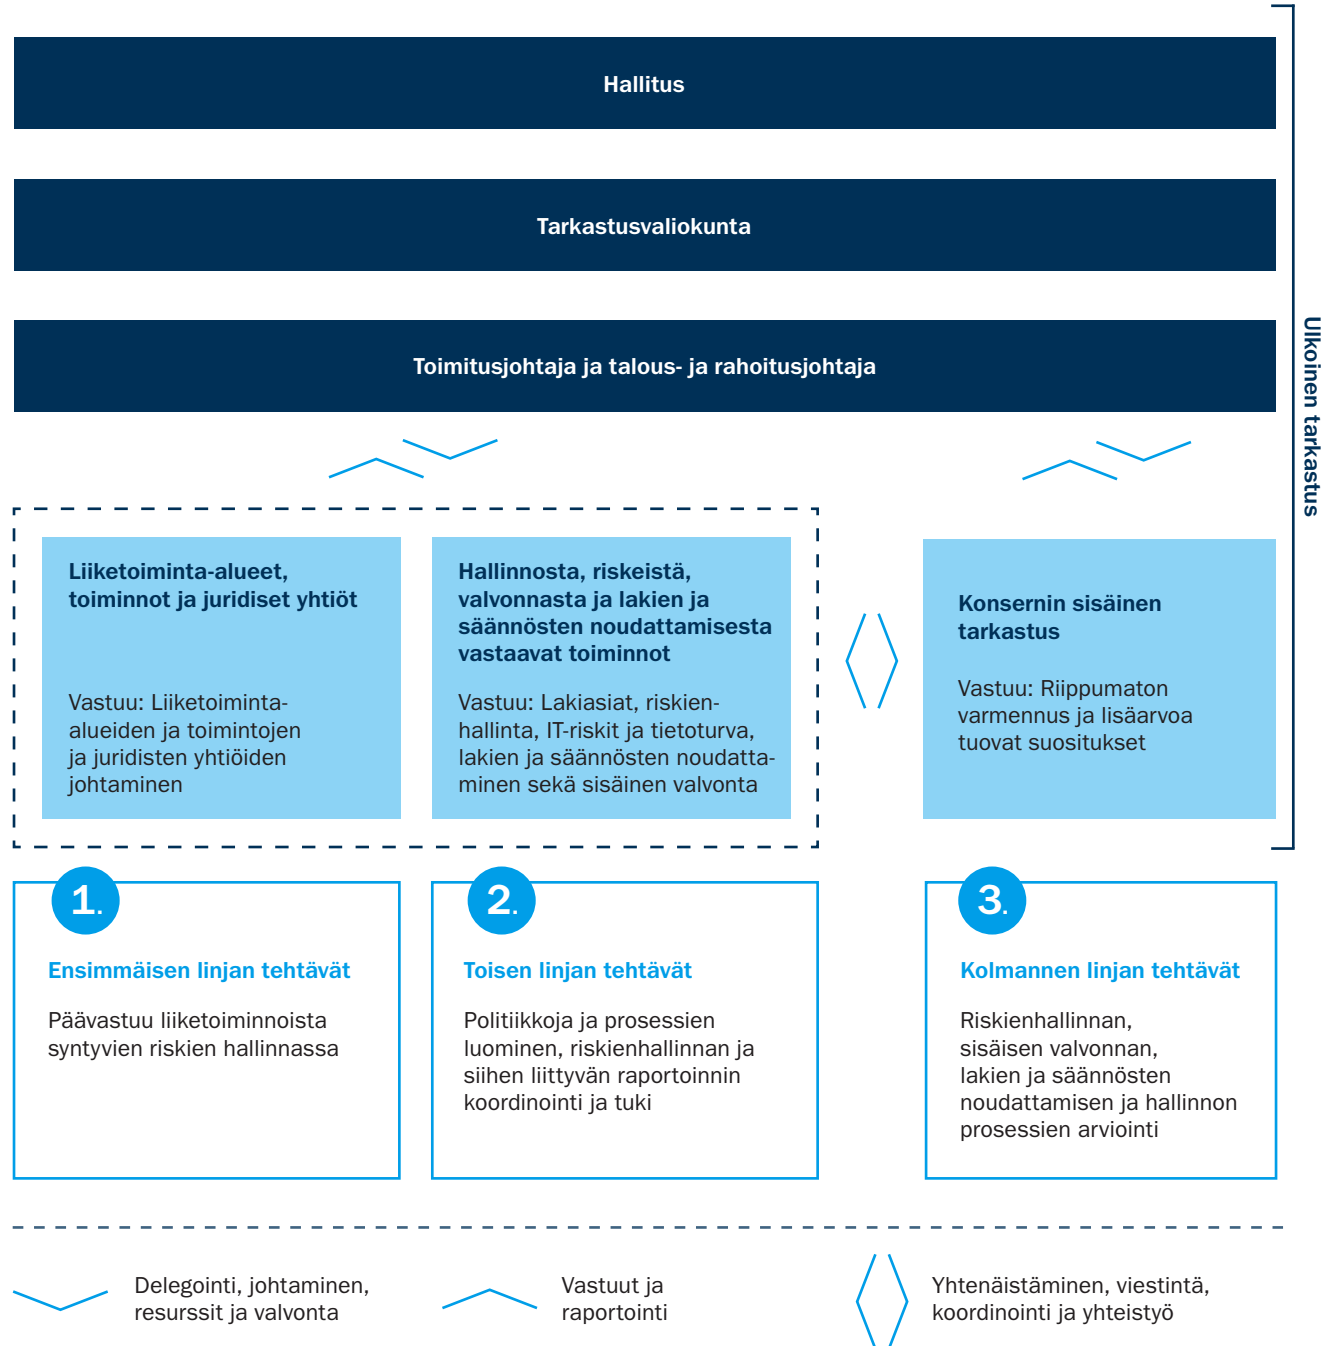 Hallitus
Tarkastusvaliokunta
Toimitusjohtaja ja talous- ja rahoitusjohtaja
Ulkoinen tarkastus
Liiketoiminta-alueet,
toiminnot ja juridiset yhtiöt
Vastuu: Liiketoiminta-
alueiden ja toimintojen
ja juridisten yhtiöiden
johtaminen
Hallinnosta, riskeistä,
valvonnasta ja lakien ja
säännösten noudattamisesta
vastaavat toiminnot
Vastuu: Lakiasiat, riskien-
hallinta, IT-riskit ja tietoturva,
lakien ja säännösten noudatta-
minen sekä sisäinen valvonta
Konsernin sisäinen
tarkastus
Vastuu: Riippumaton
varmennus ja lisäarvoa
tuovat suositukset
1.
Ensimmäisen linjan tehtävät
Päävastuu liiketoiminnoista
syntyvien riskien hallinnassa
2.
Toisen linjan tehtävät
Politiikkoja ja prosessien
luominen, riskienhallinnan ja
siihen liittyvän raportoinnin
koordinointi ja tuki
3.
Kolmannen linjan tehtävät
Riskienhallinnan,
sisäisen valvonnan,
lakien ja säännösten
noudattamisen ja hallinnon
prosessien arviointi
Delegointi, johtaminen,
resurssit ja valvonta
Vastuut ja
raportointi
Yhtenäistäminen, viestintä,
koordinointi ja yhteistyö